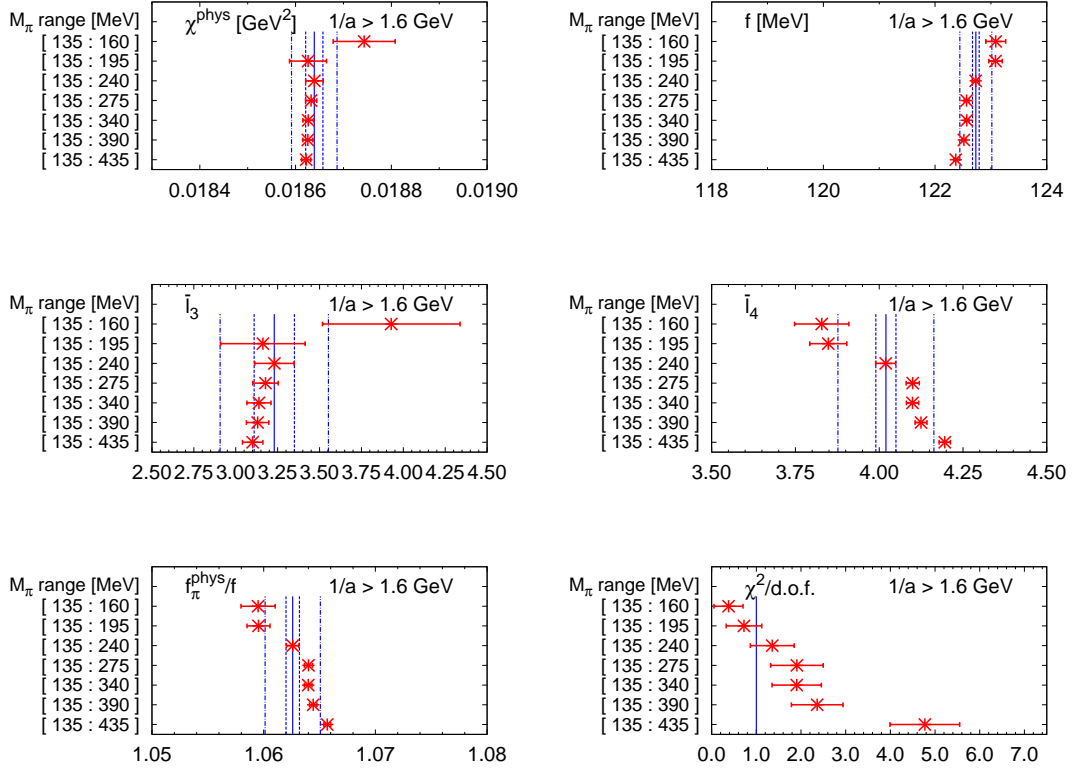 M_π range [MeV] χ^phys [GeV²] 1/a > 1.6 GeV
[ 135 : 160]
[ 135 : 195]
[ 135 : 240]
[ 135 : 275]
[ 135 : 340]
[ 135 : 390]
[ 135 : 435]
0.0184 0.0186 0.0188 0.0190
M_π range [MeV] f [MeV] 1/a > 1.6 GeV
[ 135 : 160]
[ 135 : 195]
[ 135 : 240]
[ 135 : 275]
[ 135 : 340]
[ 135 : 390]
[ 135 : 435]
118 120 122 124
M_π range [MeV] l̄_3 1/a > 1.6 GeV
[ 135 : 160]
[ 135 : 195]
[ 135 : 240]
[ 135 : 275]
[ 135 : 340]
[ 135 : 390]
[ 135 : 435]
2.50 3.00 3.50 4.00 4.50
M_π range [MeV] l̄_4 1/a > 1.6 GeV
[ 135 : 160]
[ 135 : 195]
[ 135 : 240]
[ 135 : 275]
[ 135 : 340]
[ 135 : 390]
[ 135 : 435]
3.50 3.75 4.00 4.25 4.50
M_π range [MeV] f_π^phys/f 1/a > 1.6 GeV
[ 135 : 160]
[ 135 : 195]
[ 135 : 240]
[ 135 : 275]
[ 135 : 340]
[ 135 : 390]
[ 135 : 435]
1.05 1.06 1.07 1.08
M_π range [MeV] χ²/d.o.f. 1/a > 1.6 GeV
[ 135 : 160]
[ 135 : 195]
[ 135 : 240]
[ 135 : 275]
[ 135 : 340]
[ 135 : 390]
[ 135 : 435]
0.0 1.0 2.0 3.0 4.0 5.0 6.0 7.0